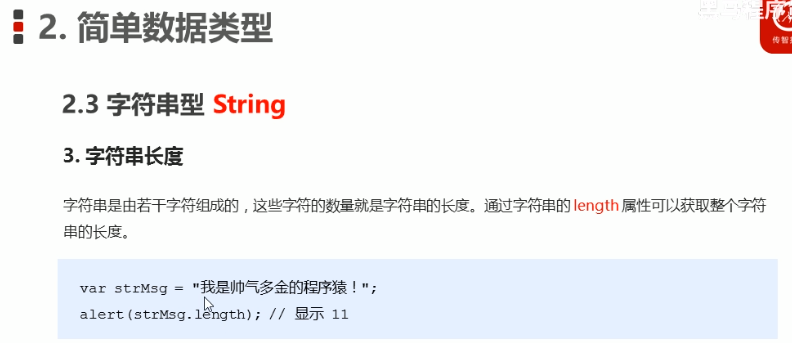 2. 简单数据类型
2.3 字符串型 String
3. 字符串长度
字符串是由若干字符组成的，这些字符的数量就是字符串的长度。通过字符串的 length 属性可以获取整个字符
串的长度。
var strMsg = "我是帅气多金的程序猿！";
alert(strMsg.length); // 显示 11